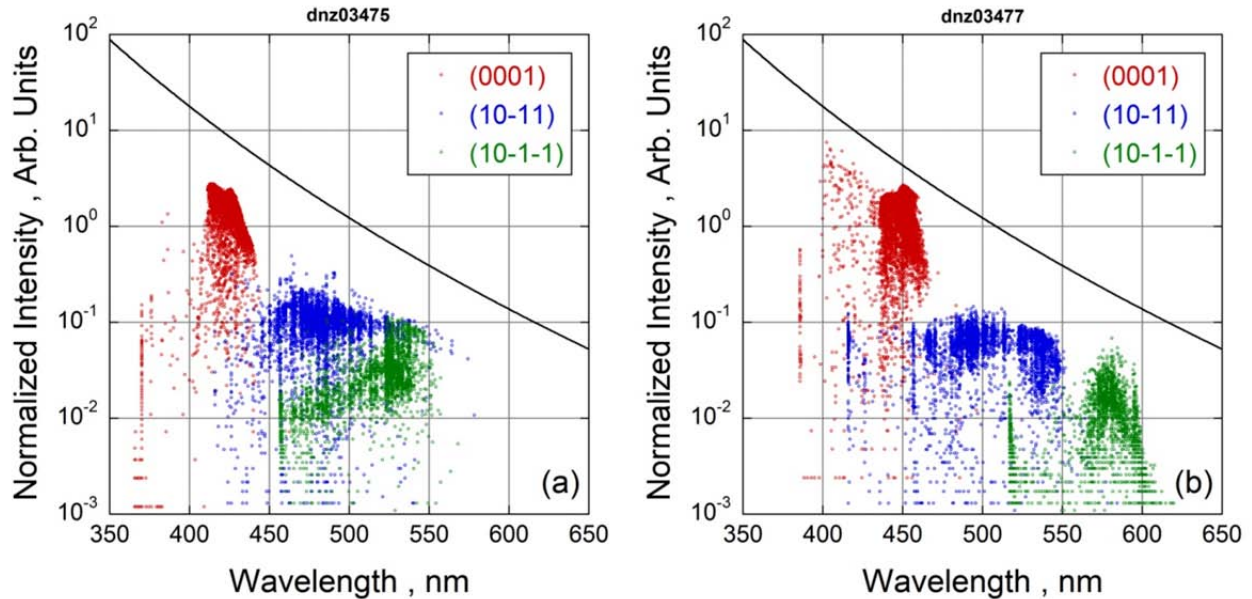 dnz03475
Normalized Intensity , Arb. Units
10²
10¹
10⁰
10⁻¹
10⁻²
10⁻³
(0001)
(10-11)
(10-1-1)
(a)
350 400 450 500 550 600 650
Wavelength , nm
dnz03477
Normalized Intensity , Arb. Units
10²
10¹
10⁰
10⁻¹
10⁻²
10⁻³
(0001)
(10-11)
(10-1-1)
(b)
350 400 450 500 550 600 650
Wavelength , nm